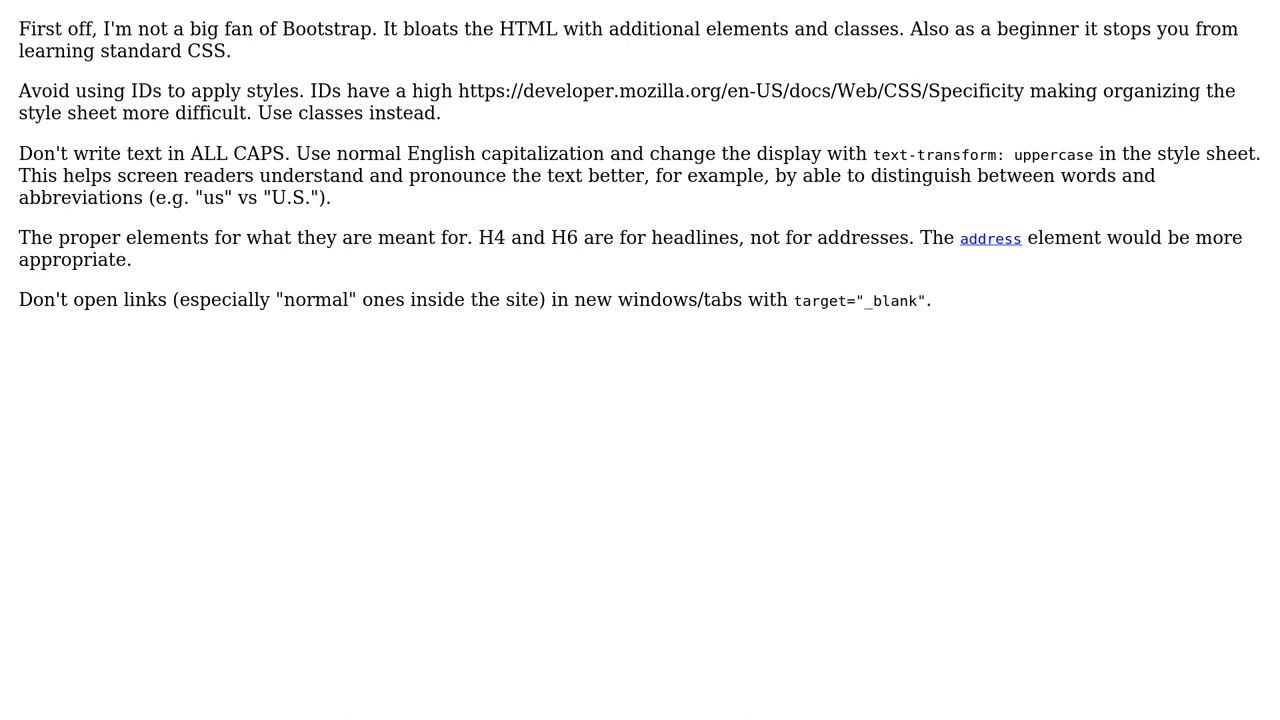 First off, I'm not a big fan of Bootstrap. It bloats the HTML with additional elements and classes. Also as a beginner it stops you from
learning standard CSS.
Avoid using IDs to apply styles. IDs have a high https://developer.mozilla.org/en-US/docs/Web/CSS/Specificity making organizing the
style sheet more difficult. Use classes instead.
Don't write text in ALL CAPS. Use normal English capitalization and change the display with text-transform: uppercase in the style sheet.
This helps screen readers understand and pronounce the text better, for example, by able to distinguish between words and
abbreviations (e.g. "us" vs "U.S.").
The proper elements for what they are meant for. H4 and H6 are for headlines, not for addresses. The address element would be more
appropriate.
Don't open links (especially "normal" ones inside the site) in new windows/tabs with target="_blank".